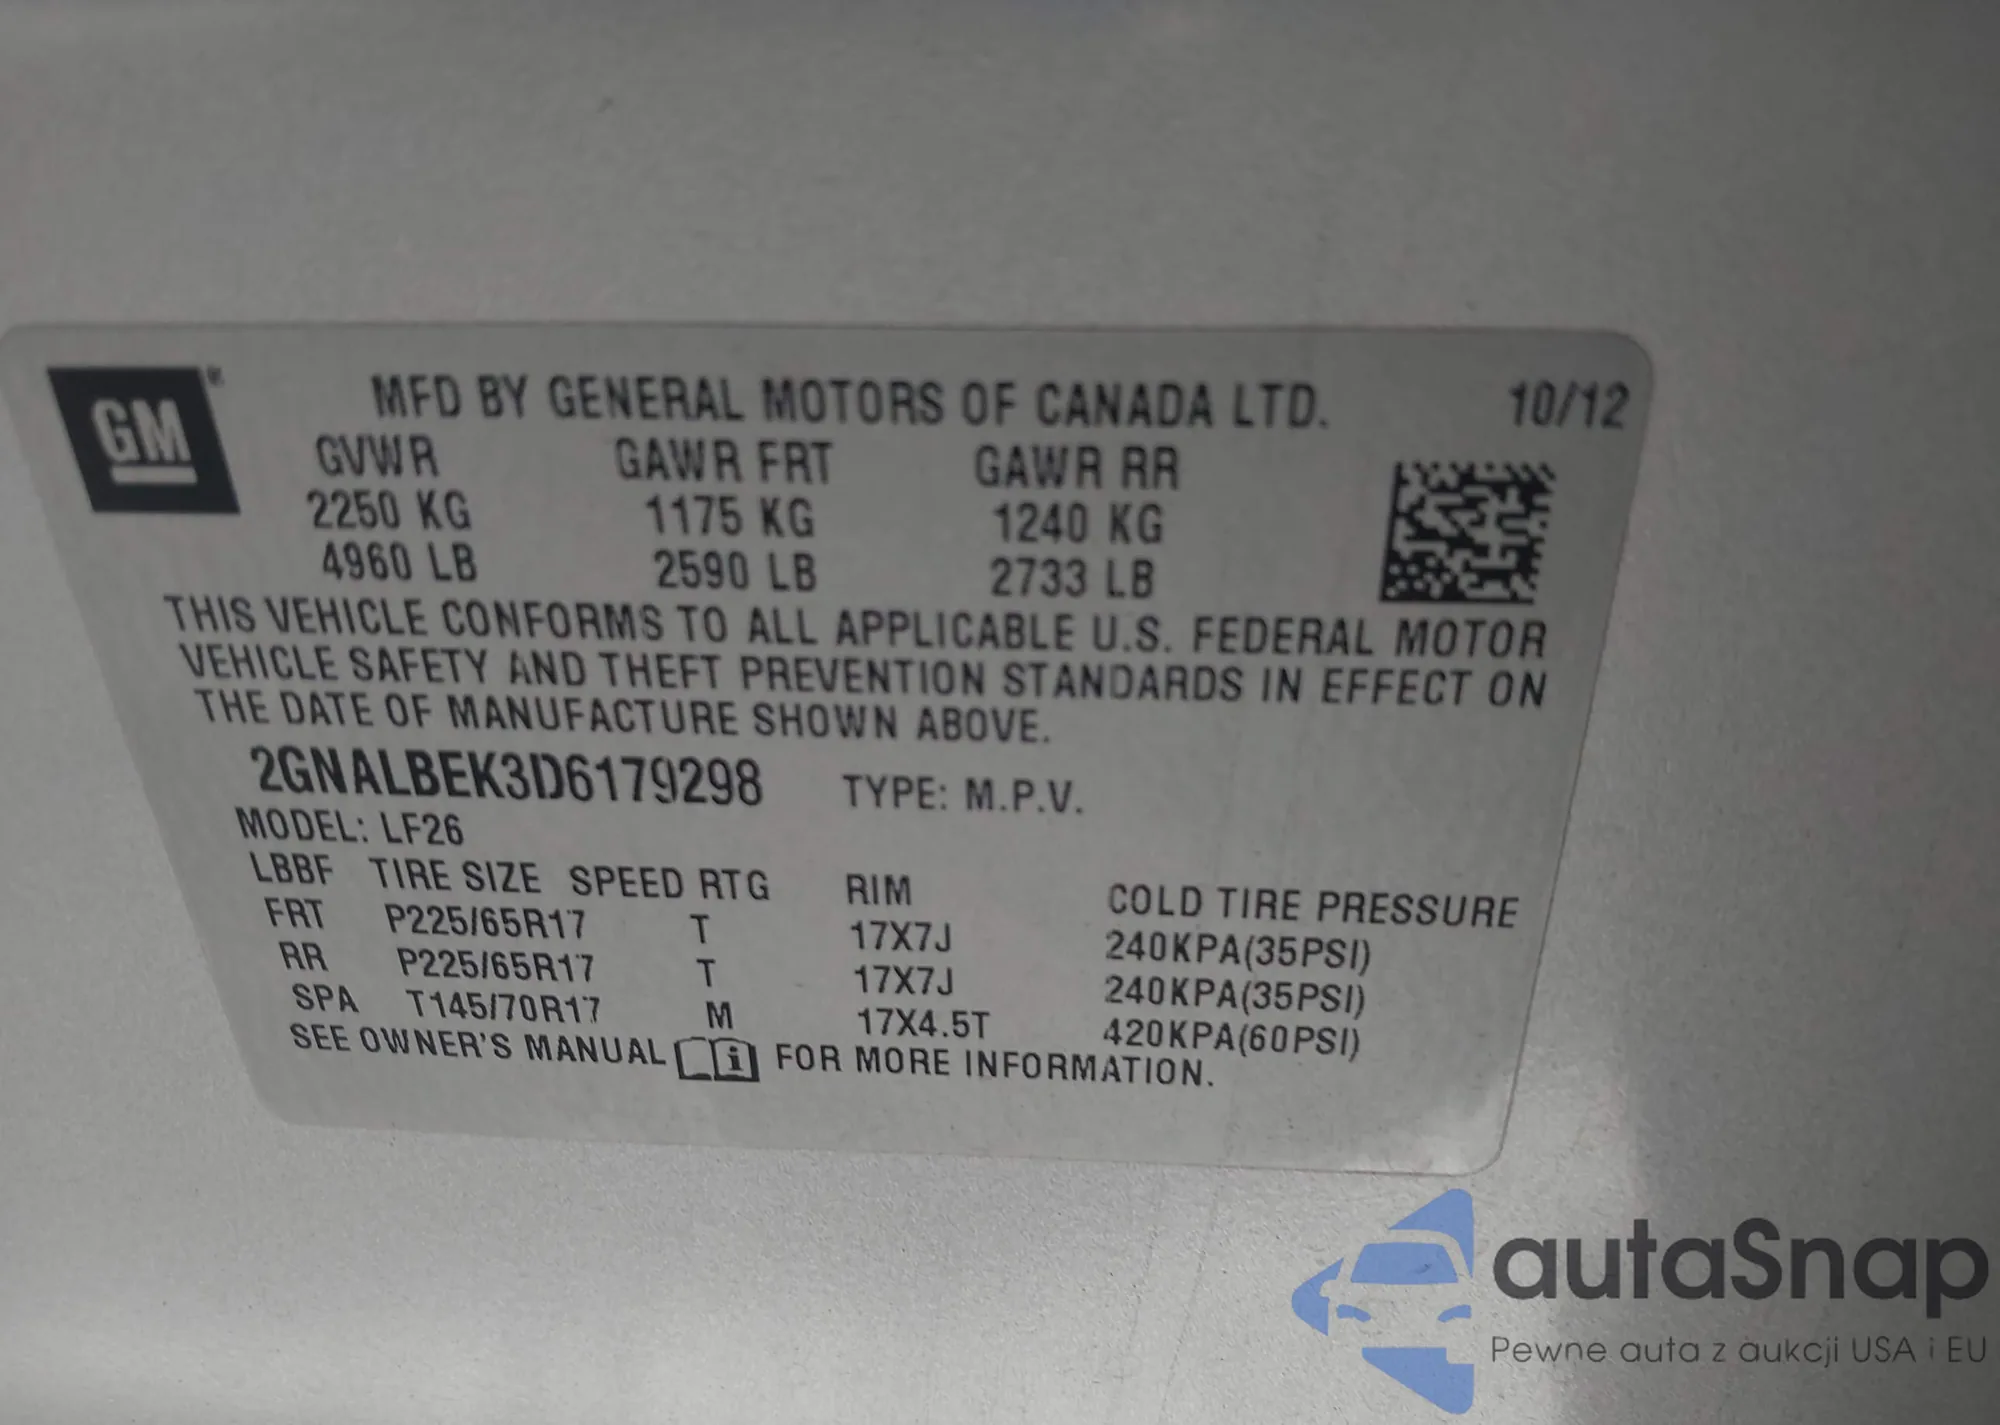 GM
MFD BY GENERAL MOTORS OF CANADA LTD. 10/12
GVWR GAWR FRT GAWR RR
2250 KG 1175 KG 1240 KG
4960 LB 2590 LB 2733 LB
THIS VEHICLE CONFORMS TO ALL APPLICABLE U.S. FEDERAL MOTOR
VEHICLE SAFETY AND THEFT PREVENTION STANDARDS IN EFFECT ON
THE DATE OF MANUFACTURE SHOWN ABOVE.
2GNALBEK3D6179298 TYPE: M.P.V.
MODEL: LF26
LBBF TIRE SIZE SPEED RTG RIM COLD TIRE PRESSURE
FRT P225/65R17 T 17X7J 240KPA(35PSI)
RR P225/65R17 T 17X7J 240KPA(35PSI)
SPA T145/70R17 M 17X4.5T 420KPA(60PSI)
SEE OWNER'S MANUAL i FOR MORE INFORMATION.
autaSnap
Pewne auta z aukcji USA i EU